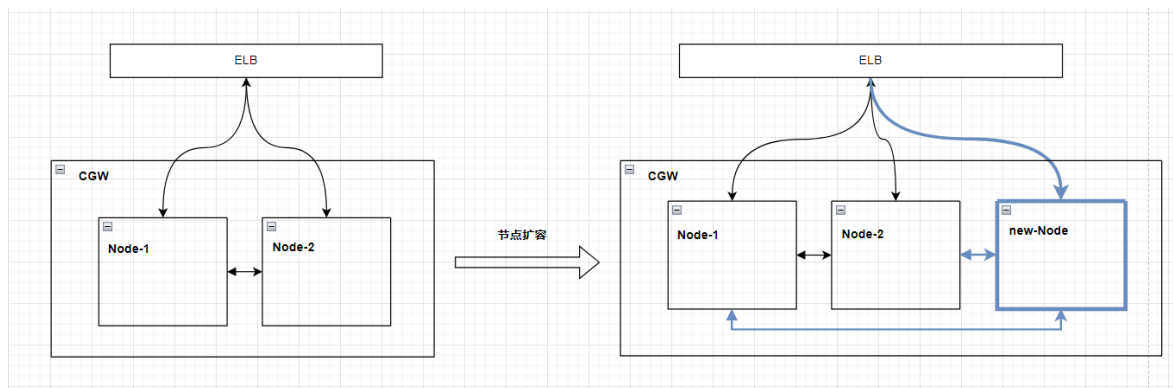 ELB
CGW
Node-1
Node-2
节点扩容
ELB
CGW
Node-1
Node-2
new-Node